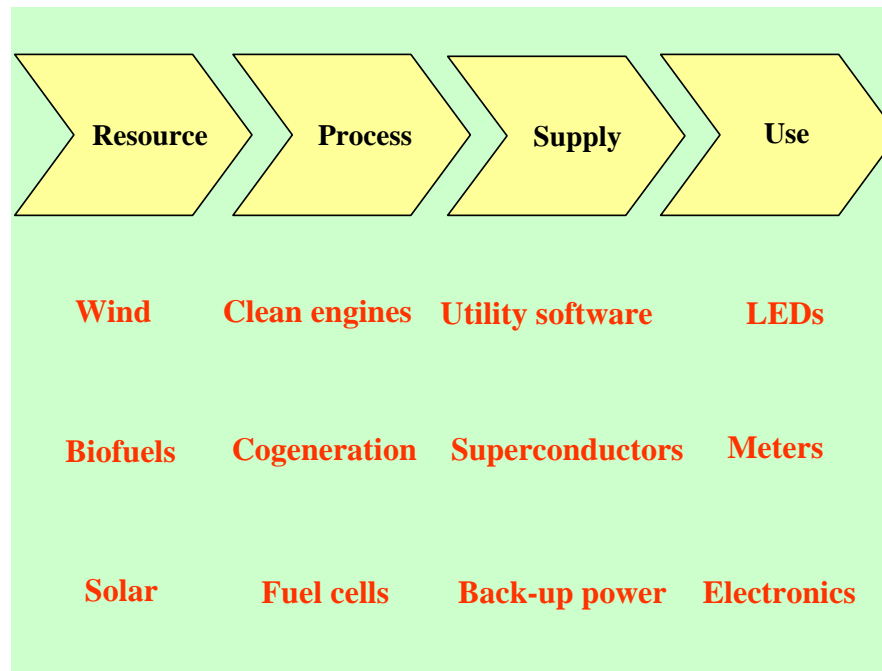 Resource Process Supply Use
Wind Clean engines Utility software LEDs
Biofuels Cogeneration Superconductors Meters
Solar Fuel cells Back-up power Electronics